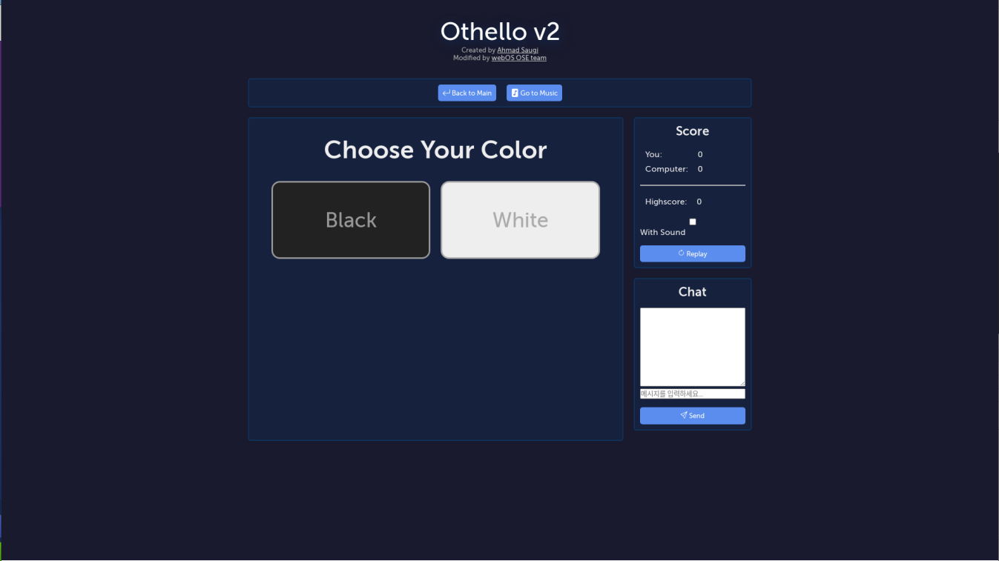 Othello v2
Created by Ahmad Saugi
Modified by webOS OSE team
Back to Main
Go to Music
Choose Your Color
Black
White
Score
You: 0
Computer: 0
Highscore: 0
With Sound
Replay
Chat
메시지를 입력하세요...
Send